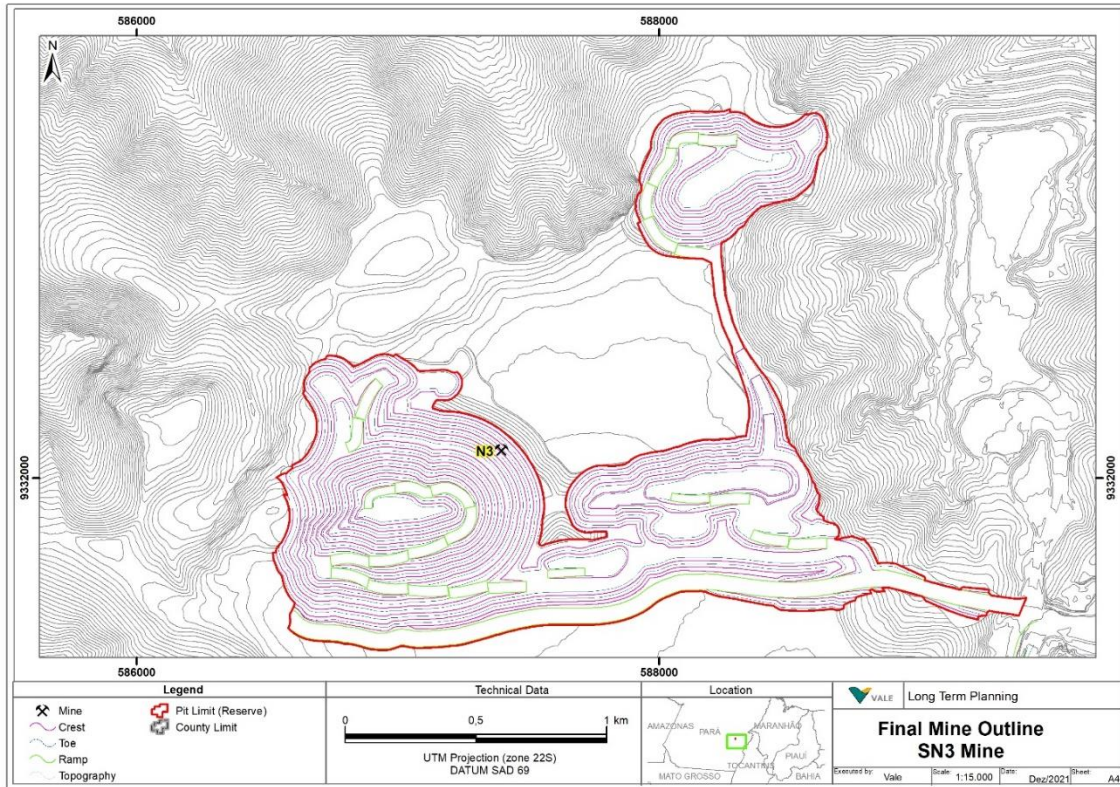 586000
588000
N
9332000
N3
9332000
586000
588000
Legend
Mine
Crest
Toe
Ramp
Topography
Pit Limit (Reserve)
County Limit
Technical Data
0
0,5
1 km
UTM Projection (zone 22S)
DATUM SAD 69
Location
AMAZONAS
PARÁ
MARANHÃO
PIAUÍ
TOCANTINS
MATO GROSSO
BAHIA
VALE
Long Term Planning
Final Mine Outline
SN3 Mine
Executed by: Vale
Scale: 1:15.000
Date: Dez/2021
Sheet: A4